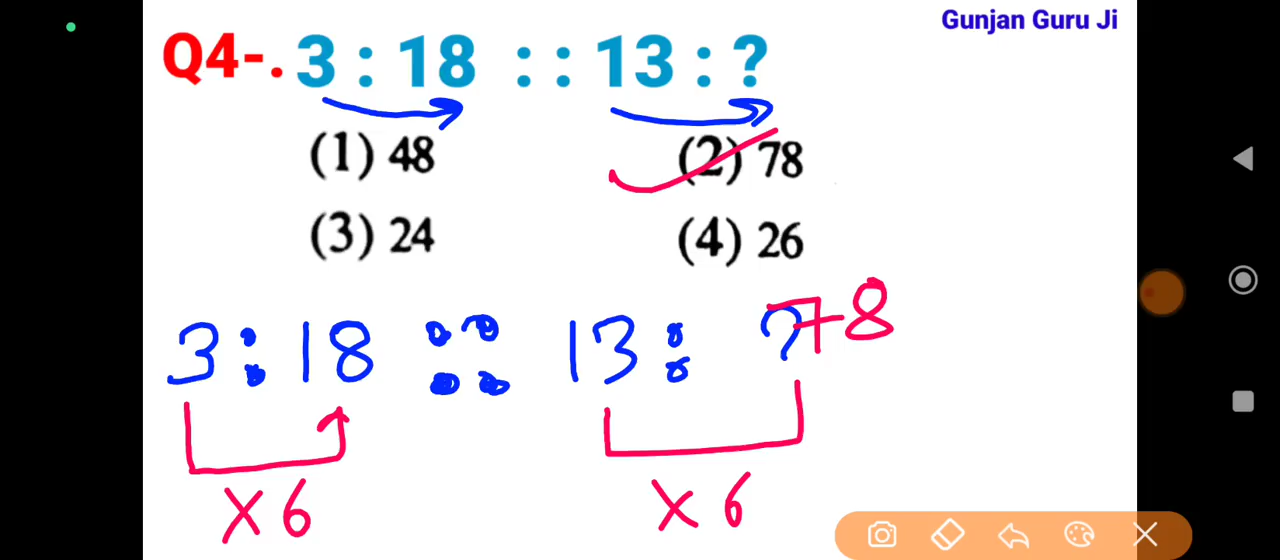 Gunjan Guru Ji
Q4-. 3 : 18 : : 13 : ?
(1) 48 (2) 78
(3) 24 (4) 26
3 : 18 :: 13 : ? 78
× 6 × 6